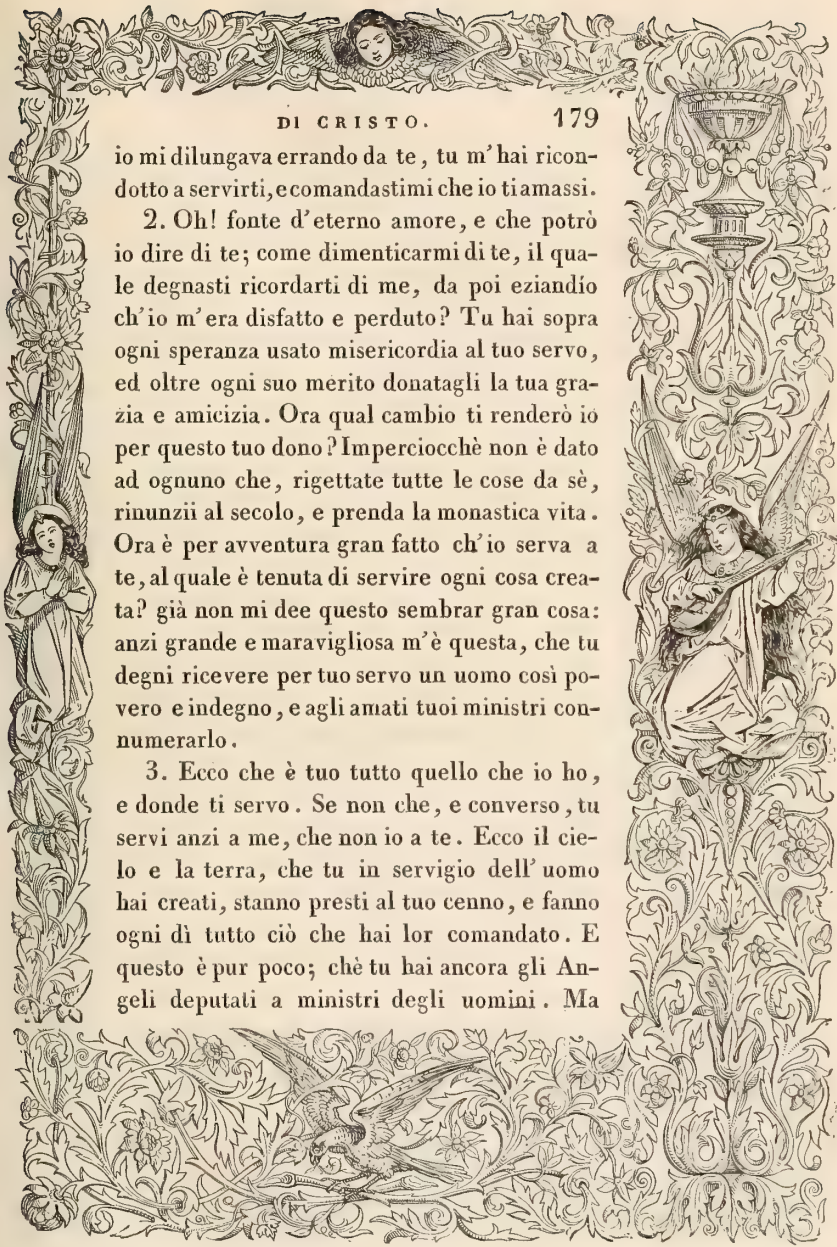 DI CRISTO. 179
io mi dilungava errando da te, tu m'hai ricon-
dotto a servirti, e comandastimi che io ti amassi.
2. Oh! fonte d'eterno amore, e che potrò
io dire di te; come dimenticarmi di te, il qua-
le degnasti ricordarti di me, da poi eziandío
ch'io m'era disfatto e perduto? Tu hai sopra
ogni speranza usato misericordia al tuo servo,
ed oltre ogni suo merito donatagli la tua gra-
zia e amicizia. Ora qual cambio ti renderò io
per questo tuo dono? Imperciocchè non è dato
ad ognuno che, rigettate tutte le cose da sè,
rinunzii al secolo, e prenda la monastica vita.
Ora è per avventura gran fatto ch'io serva a
te, al quale è tenuta di servire ogni cosa crea-
ta? già non mi dee questo sembrar gran cosa:
anzi grande e maravigliosa m'è questa, che tu
degni ricevere per tuo servo un uomo così po-
vero e indegno, e agli amati tuoi ministri con-
numerarlo.
3. Ecco che è tuo tutto quello che io ho,
e donde ti servo. Se non che, e converso, tu
servi anzi a me, che non io a te. Ecco il cie-
lo e la terra, che tu in servigio dell'uomo
hai creati, stanno presti al tuo cenno, e fanno
ogni dì tutto ciò che hai lor comandato. E
questo è pur poco; chè tu hai ancora gli An-
geli deputati a ministri degli uomini. Ma